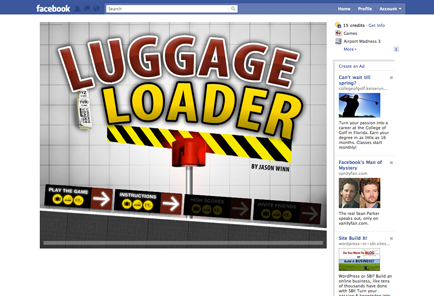 facebook
Search
Home Profile Account
15 credits · Get Info
Games
Airport Madness 3
More
LUGGAGE
LOADER
BY JASON WINN
PLAY THE GAME
INSTRUCTIONS
HIGH SCORES
INVITE FRIENDS
Create an Ad
Can't wait till
spring?
collegeofgolf.keiserun...
Turn your passion into a
career at the College of
Golf in Florida. Earn your
degree in as little as 16
months. Classes start
monthly!
Facebook's Man of
Mystery
vanityfair.com
The real Sean Parker
speaks out, only on
vanityfair.com.
Site Build It!
wordpress-or-sbi.sites...
Build an
online business, like tens
of thousands have done
with SBI! Turn your